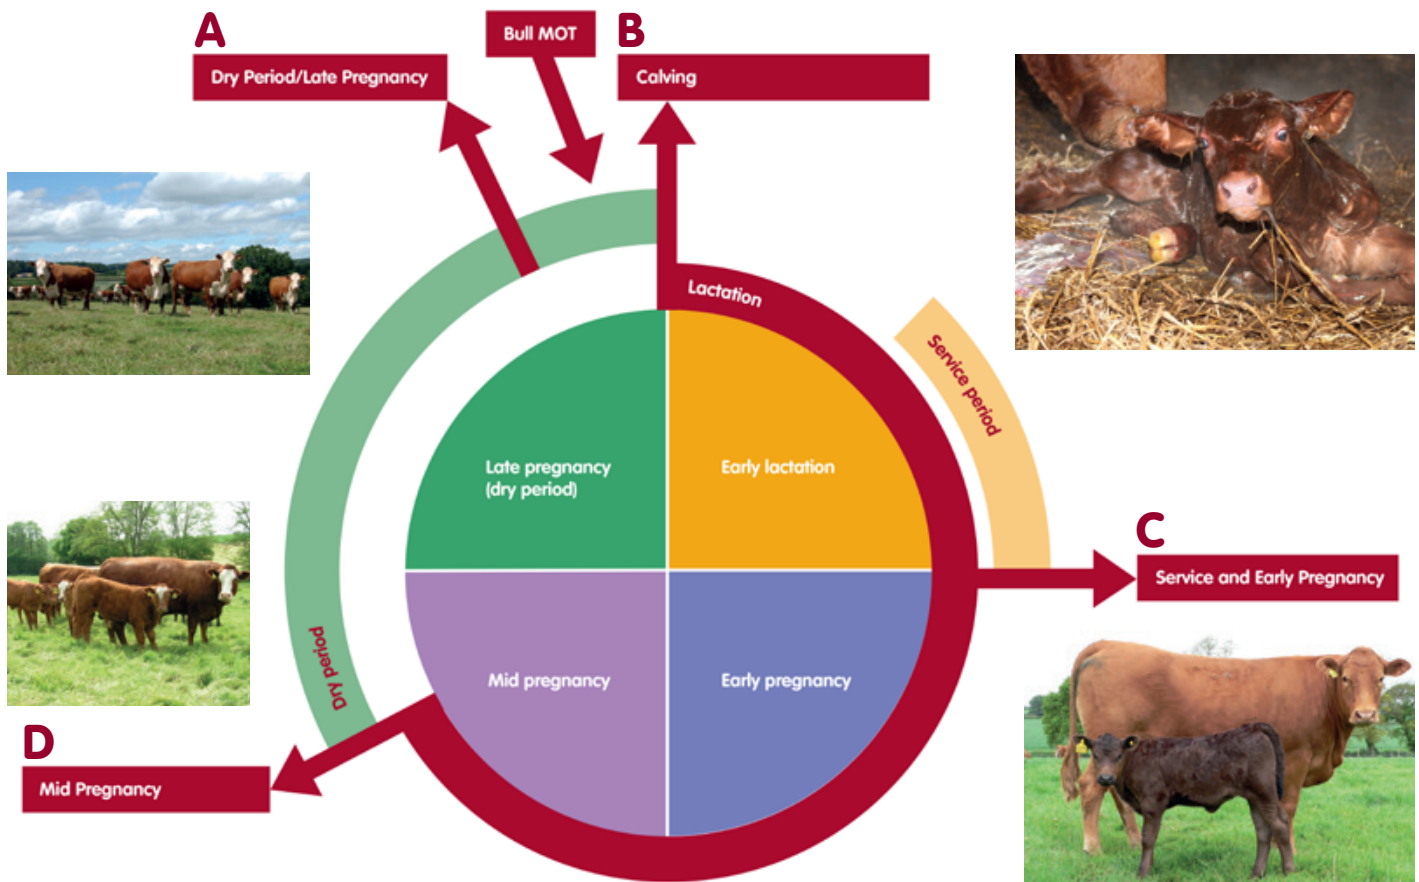 A
Dry Period/Late Pregnancy
Bull MOT
B
Calving
Lactation
Service period
Late pregnancy
(dry period)
Early lactation
C
Service and Early Pregnancy
Dry period
Mid pregnancy
Early pregnancy
D
Mid Pregnancy